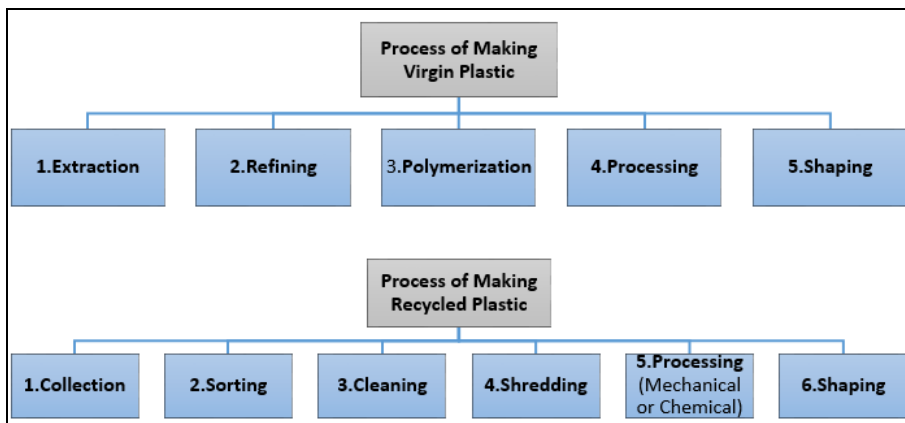 Process of Making
Virgin Plastic
1.Extraction
2.Refining
3.Polymerization
4.Processing
5.Shaping
Process of Making
Recycled Plastic
1.Collection
2.Sorting
3.Cleaning
4.Shredding
5.Processing
(Mechanical
or Chemical)
6.Shaping